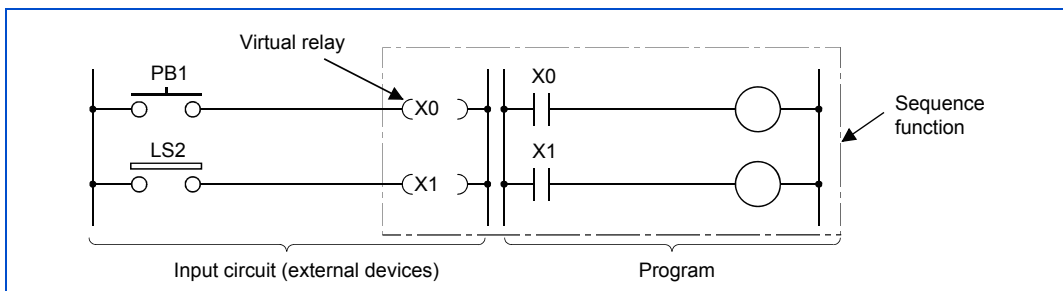 Virtual relay
PB1
X0
X0
Sequence
function
LS2
X1
X1
Input circuit (external devices)
Program